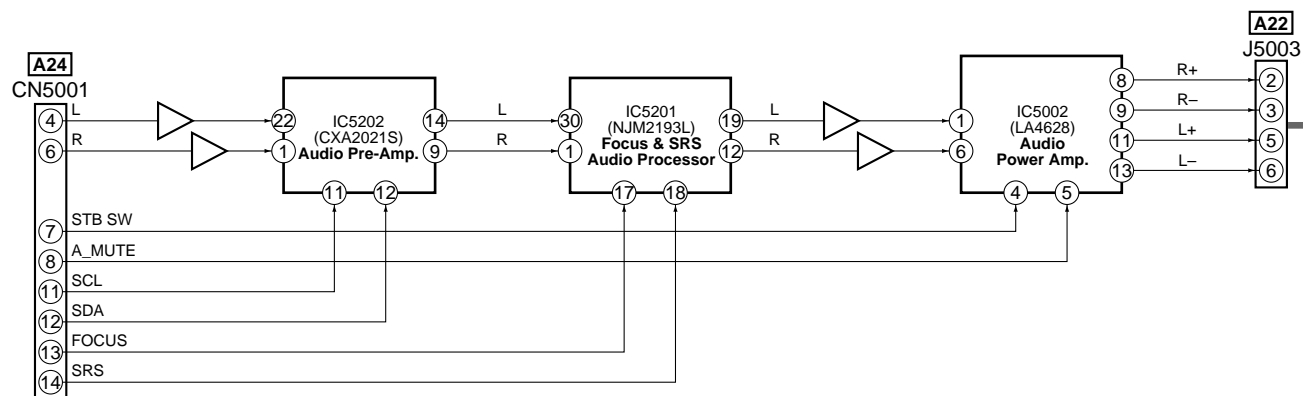 A24
CN5001
4 L
6 R
7 STB SW
8 A_MUTE
11 SCL
12 SDA
13 FOCUS
14 SRS
22
1
IC5202
(CXA2021S)
Audio Pre-Amp.
14 L
9 R
11 12
30
1
IC5201
(NJM2193L)
Focus & SRS
Audio Processor
19 L
12 R
17 18
1
6
IC5002
(LA4628)
Audio
Power Amp.
8 R+
9 R–
11 L+
13 L–
4 5
A22
J5003
2
3
5
6